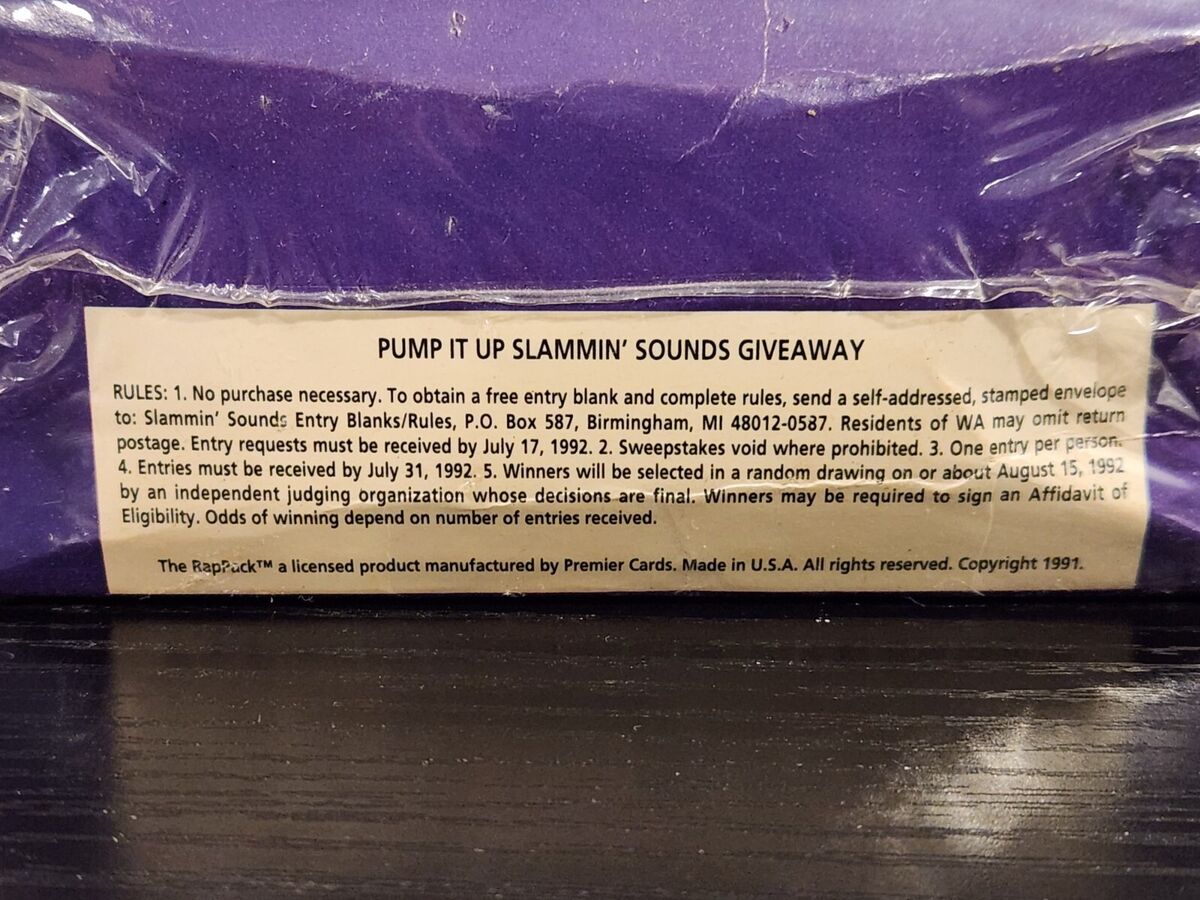 PUMP IT UP SLAMMIN' SOUNDS GIVEAWAY
RULES: 1. No purchase necessary. To obtain a free entry blank and complete rules, send a self-addressed, stamped envelope
to: Slammin' Sounds Entry Blanks/Rules, P.O. Box 587, Birmingham, MI 48012-0587. Residents of WA may omit return
postage. Entry requests must be received by July 17, 1992. 2. Sweepstakes void where prohibited. 3. One entry per person.
4. Entries must be received by July 31, 1992. 5. Winners will be selected in a random drawing on or about August 15, 1992
by an independent judging organization whose decisions are final. Winners may be required to sign an Affidavit of
Eligibility. Odds of winning depend on number of entries received.
The RapPack™ a licensed product manufactured by Premier Cards. Made in U.S.A. All rights reserved. Copyright 1991.